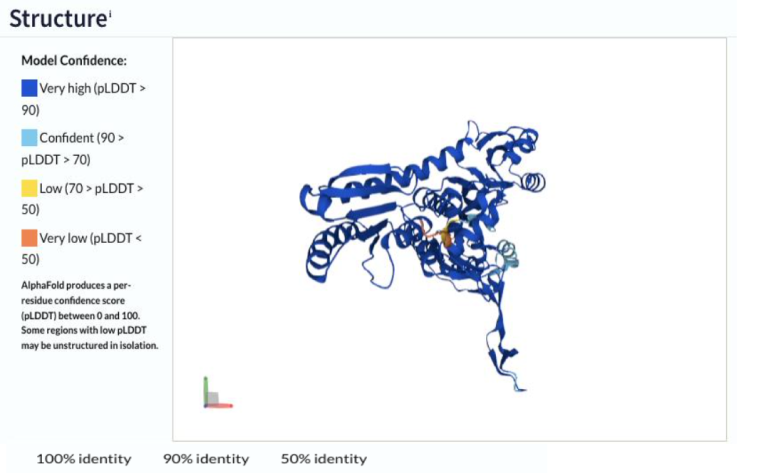 Structureⁱ
Model Confidence:
Very high (pLDDT >
90)
Confident (90 >
pLDDT > 70)
Low (70 > pLDDT >
50)
Very low (pLDDT <
50)
AlphaFold produces a per-
residue confidence score
(pLDDT) between 0 and 100.
Some regions with low pLDDT
may be unstructured in isolation.
100% identity 90% identity 50% identity